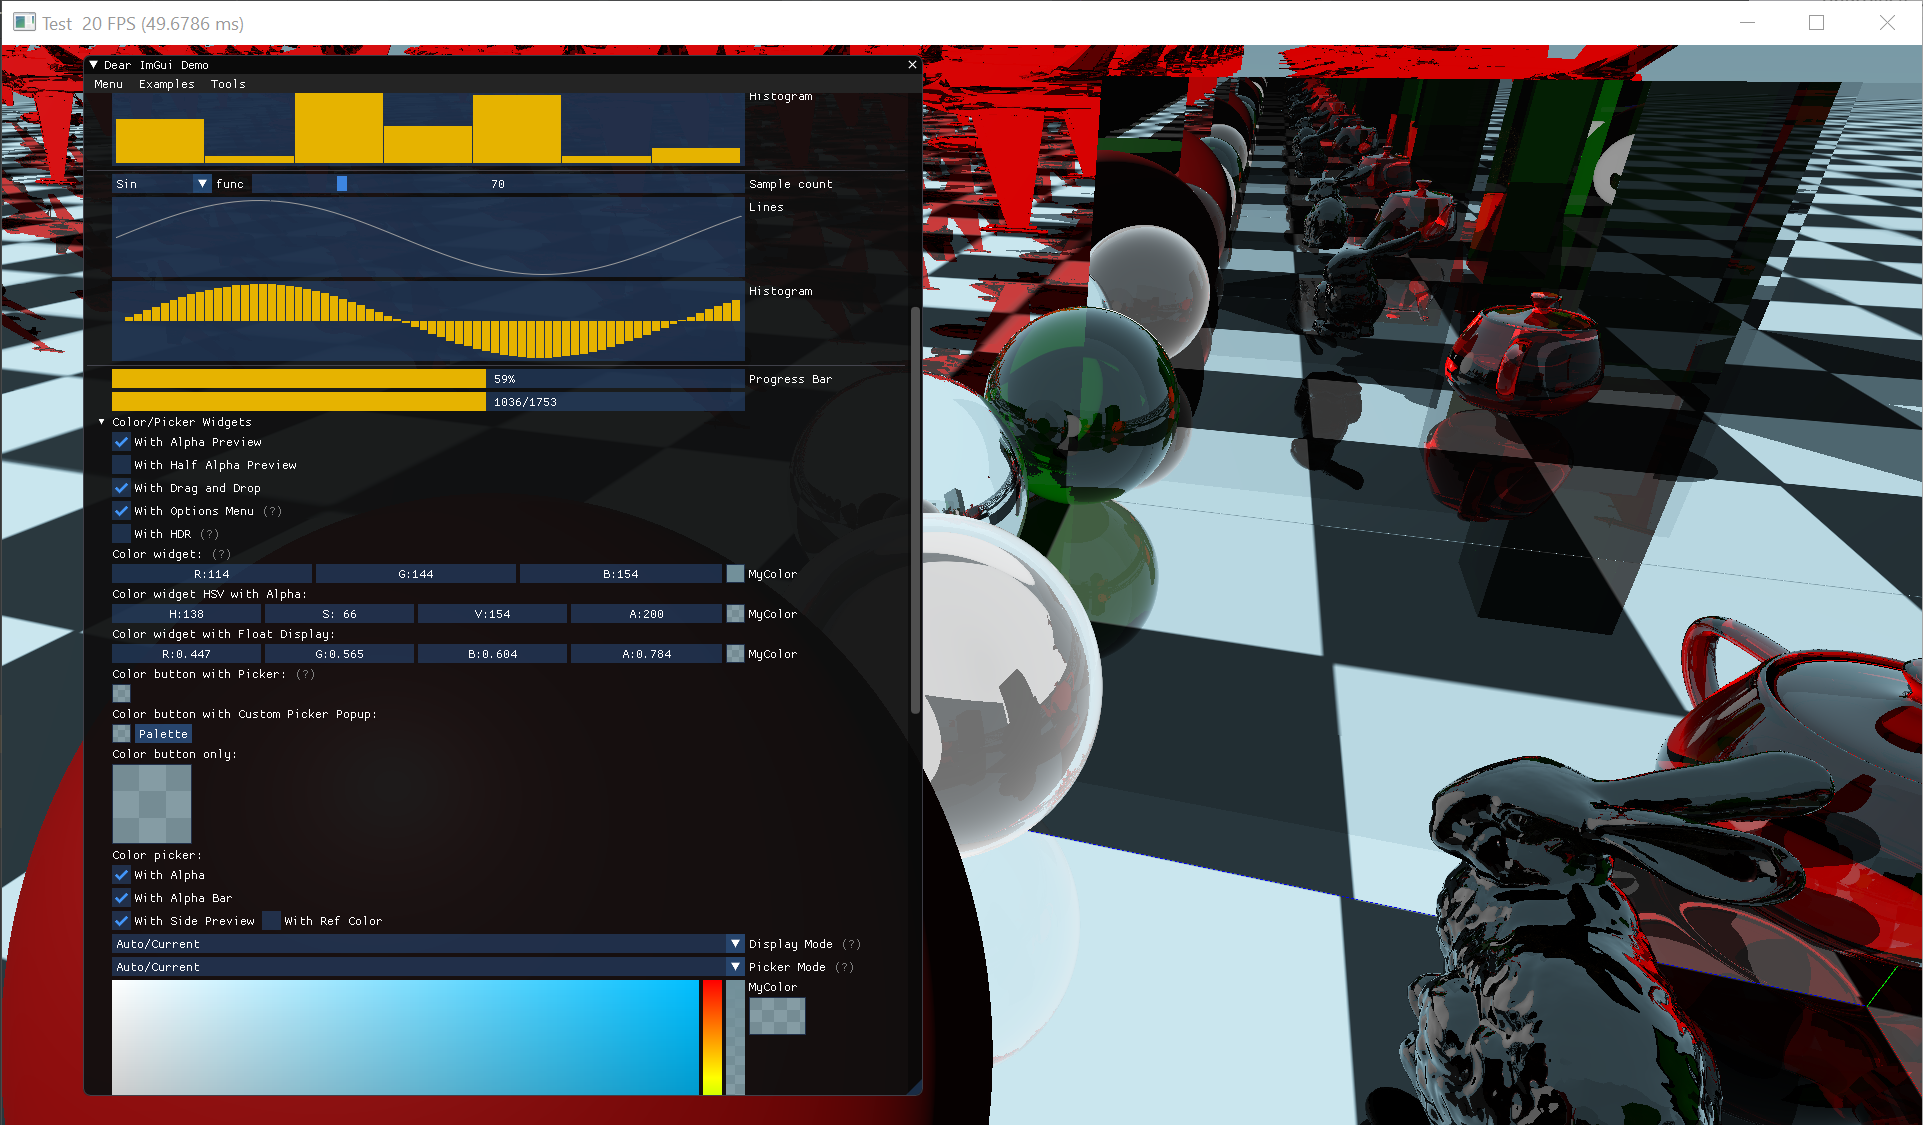 Test 20 FPS (49.6786 ms)
Dear ImGui Demo
Menu Examples Tools
Histogram
Sin func 70 Sample count
Lines
Histogram
59% Progress Bar
1036/1753
Color/Picker Widgets
With Alpha Preview
With Half Alpha Preview
With Drag and Drop
With Options Menu (?)
With HDR (?)
Color widget: (?)
R:114 G:144 B:154 MyColor
Color widget HSV with Alpha:
H:138 S: 66 V:154 A:200 MyColor
Color widget with Float Display:
R:0.447 G:0.565 B:0.604 A:0.784 MyColor
Color button with Picker: (?)
Color button with Custom Picker Popup:
Palette
Color button only:
Color picker:
With Alpha
With Alpha Bar
With Side Preview With Ref Color
Auto/Current Display Mode (?)
Auto/Current Picker Mode (?)
MyColor